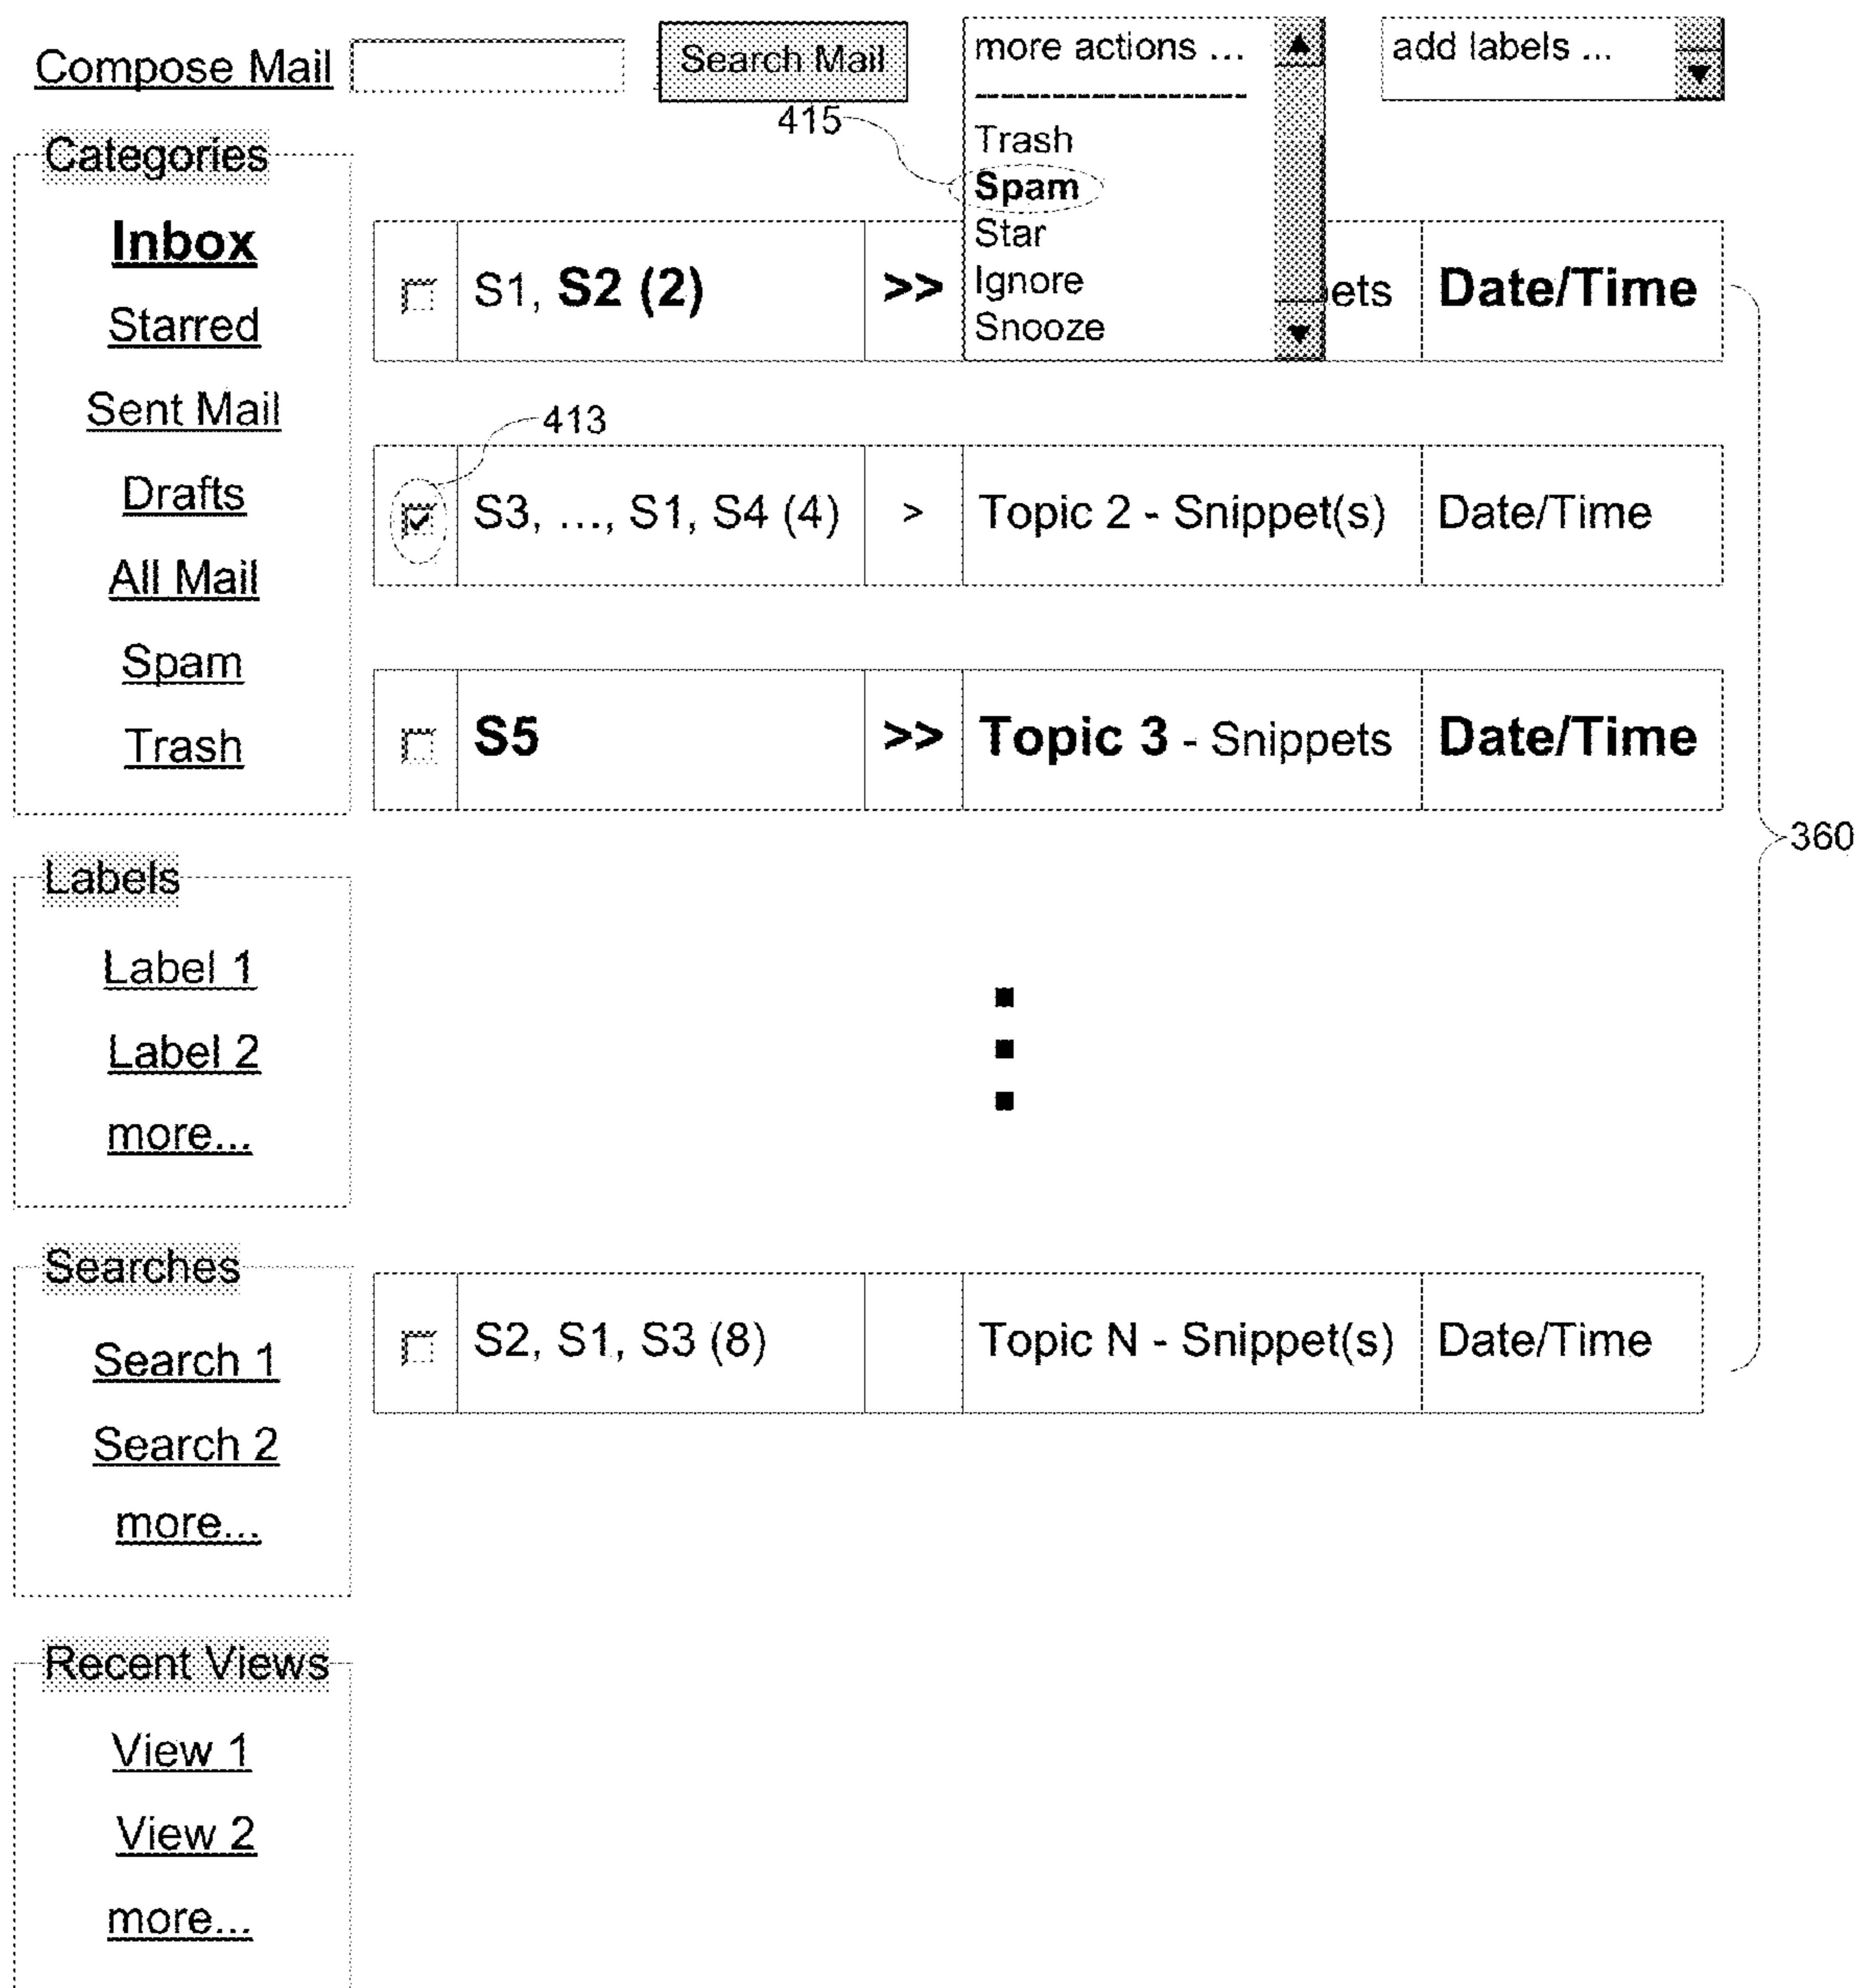 Compose Mail
Search Mail
more actions ...
add labels ...
415
Trash
Spam
Star
Ignore
Snooze
Categories
Inbox
Starred
Sent Mail
Drafts
All Mail
Spam
Trash
S1, S2 (2) >> ets Date/Time
413
S3, ..., S1, S4 (4) > Topic 2 - Snippet(s) Date/Time
S5 >> Topic 3 - Snippets Date/Time
360
Labels
Label 1
Label 2
more...
Searches
Search 1
Search 2
more...
S2, S1, S3 (8) Topic N - Snippet(s) Date/Time
Recent Views
View 1
View 2
more...